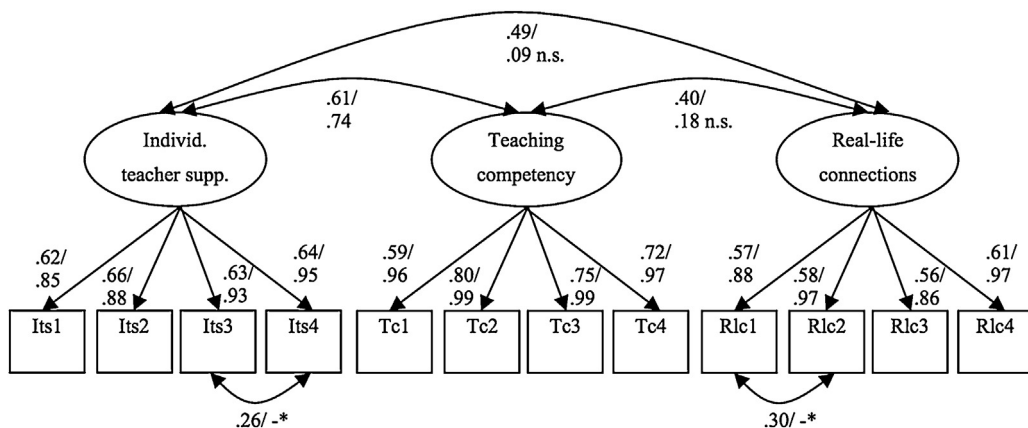 .49/
.09 n.s.
.61/
.74
.40/
.18 n.s.
Individ.
teacher supp.
Teaching
competency
Real-life
connections
.62/
.85
.66/
.88
.63/
.93
.64/
.95
.59/
.96
.80/
.99
.75/
.99
.72/
.97
.57/
.88
.58/
.97
.56/
.86
.61/
.97
Its1 Its2 Its3 Its4 Tc1 Tc2 Tc3 Tc4 Rlc1 Rlc2 Rlc3 Rlc4
.26/ -* .30/ -*